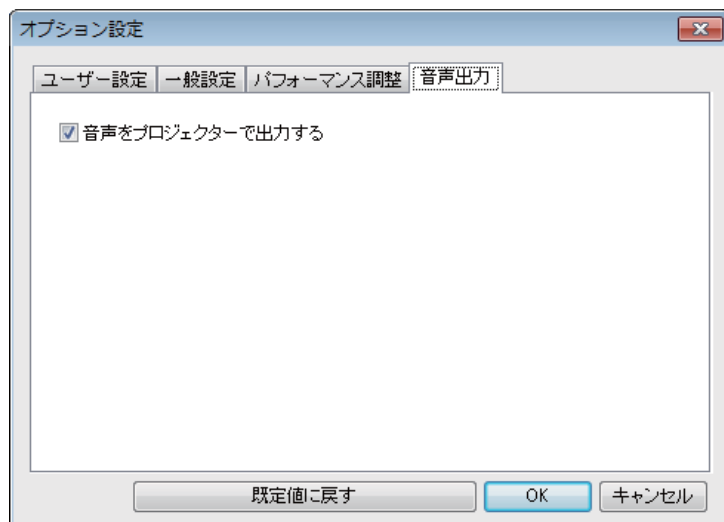 オプション設定
ユーザー設定 一般設定 パフォーマンス調整 音声出力
音声をプロジェクターで出力する
既定値に戻す OK キャンセル